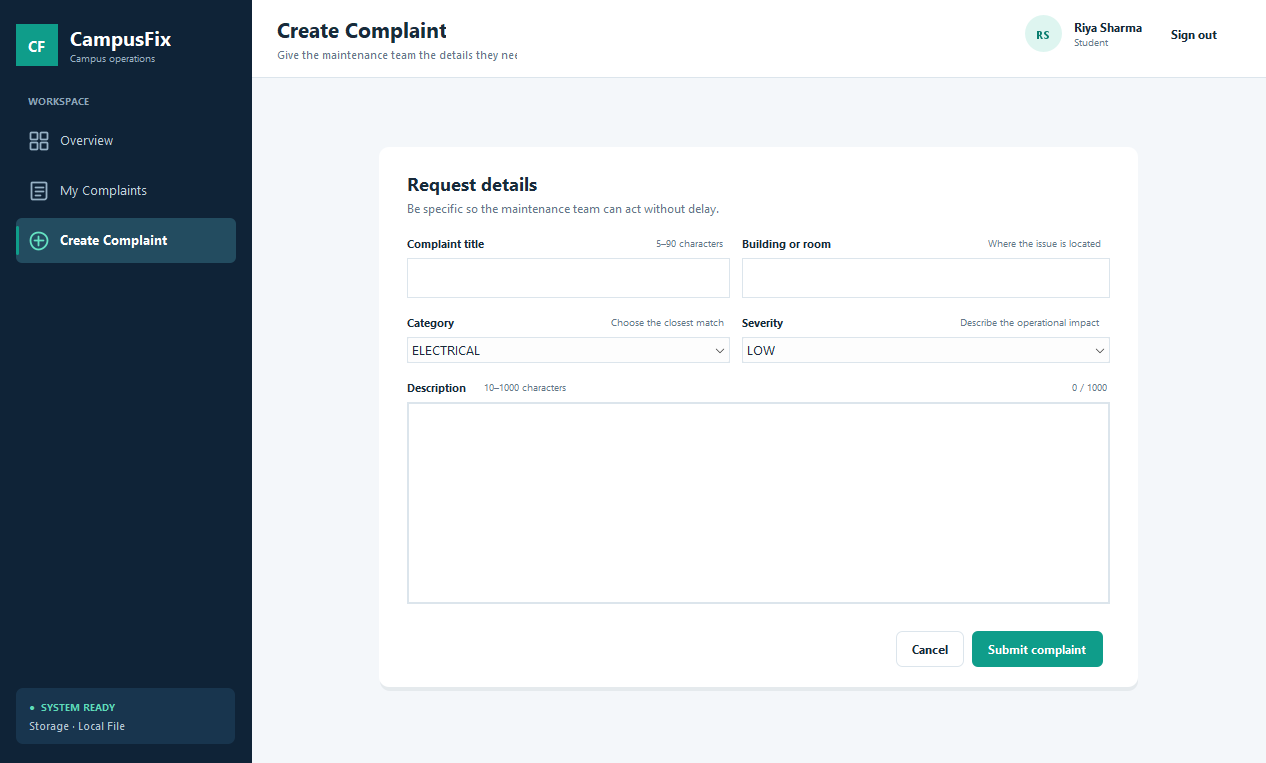 CF
CampusFix
Campus operations
WORKSPACE
Overview
My Complaints
Create Complaint
• SYSTEM READY
Storage · Local File
Create Complaint
Give the maintenance team the details they nee
RS
Riya Sharma
Student
Sign out
Request details
Be specific so the maintenance team can act without delay.
Complaint title 5–90 characters
Building or room Where the issue is located
Category Choose the closest match
Severity Describe the operational impact
ELECTRICAL
LOW
Description 10–1000 characters 0 / 1000
Cancel
Submit complaint